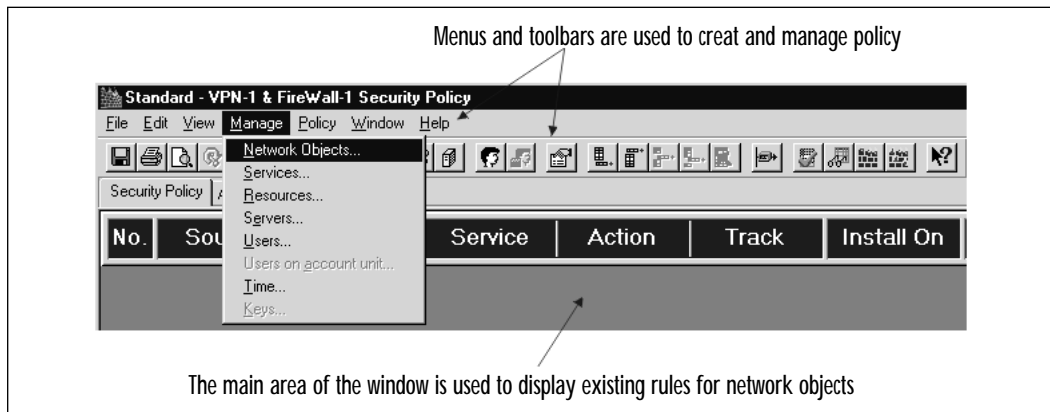 Menus and toolbars are used to creat and manage policy
Standard - VPN-1 & FireWall-1 Security Policy
File Edit View Manage Policy Window Help
Network Objects...
Services...
Resources...
Servers...
Users...
Users on account unit...
Time...
Keys...
Security Policy
No. Sou Service Action Track Install On
The main area of the window is used to display existing rules for network objects